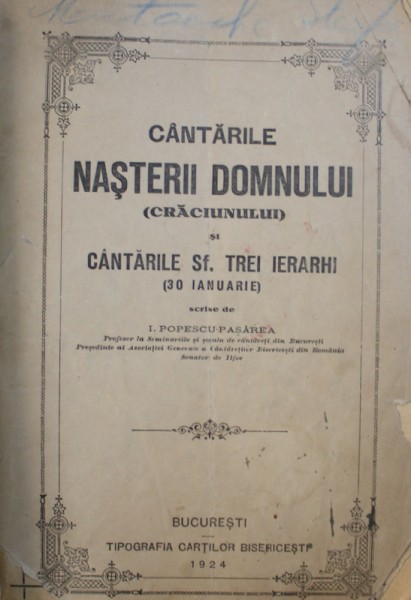 CÂNTĂRILE
NAŞTERII DOMNULUI
(CRĂCIUNULUI)
ŞI
CÂNTĂRILE Sf. TREI IERARHI
(30 IANUARIE)
scrise de
I. POPESCU-PASĂREA
Profesor la Seminariile şi şcoala de cântăreţi din Bucureşti
Preşedinte al Asociaţiei Generale a Cântăreţilor Bisericeşti din România
Senator de Ilfov
BUCUREŞTI
TIPOGRAFIA CĂRŢILOR BISERICEŞTI
1924